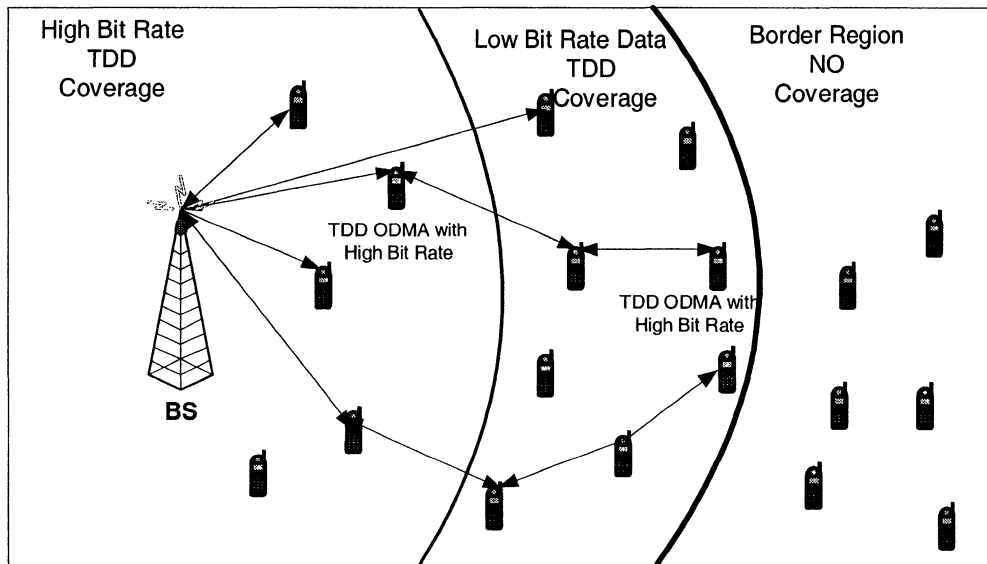 High Bit Rate
TDD
Coverage
Low Bit Rate Data
TDD
Coverage
Border Region
NO
Coverage
TDD ODMA with
High Bit Rate
TDD ODMA with
High Bit Rate
BS